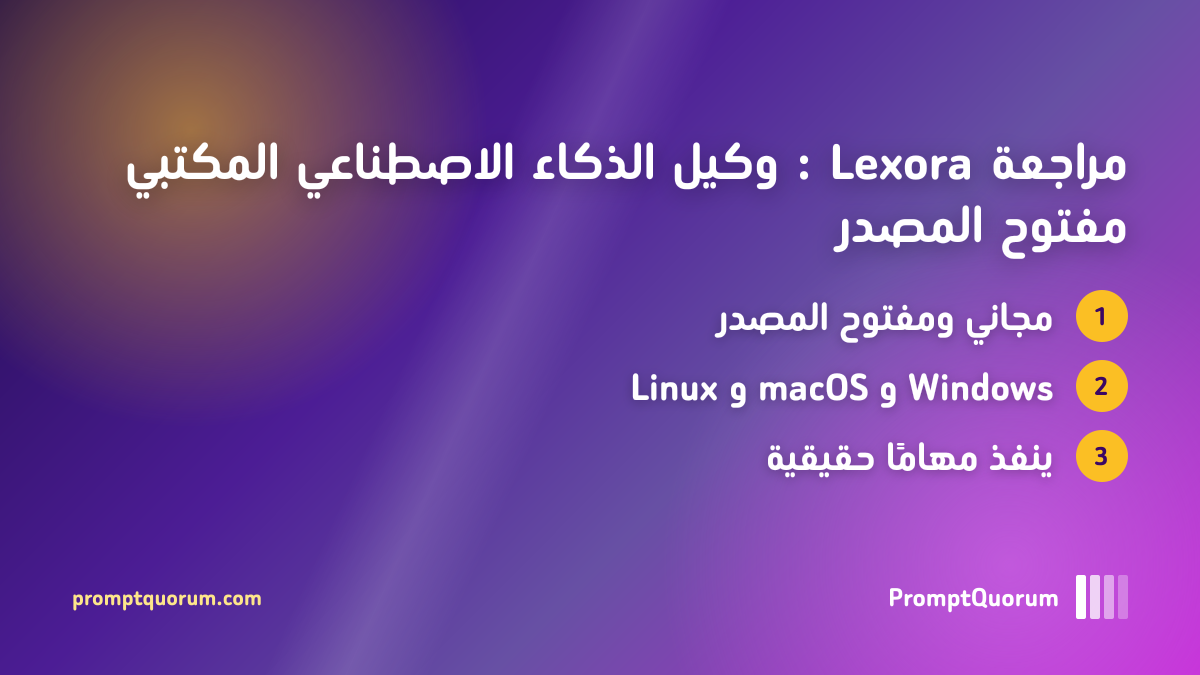 مراجعة Lexora : وكيل الذكاء الاصطناعي المكتبي
مفتوح المصدر
1 مجاني ومفتوح المصدر
2 Windows و macOS و Linux
3 ينفذ مهامًا حقيقية
PromptQuorum
promptquorum.com